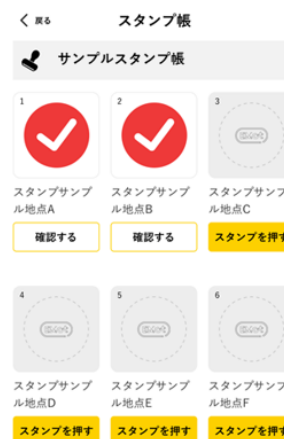 戻る
スタンプ帳
サンプルスタンプ帳
1
2
3
スタンプサンプ
ル地点A
スタンプサンプ
ル地点B
スタンプサンプ
ル地点C
確認する
確認する
スタンプを押す
4
5
6
スタンプサンプ
ル地点D
スタンプサンプ
ル地点E
スタンプサンプ
ル地点F
スタンプを押す
スタンプを押す
スタンプを押す